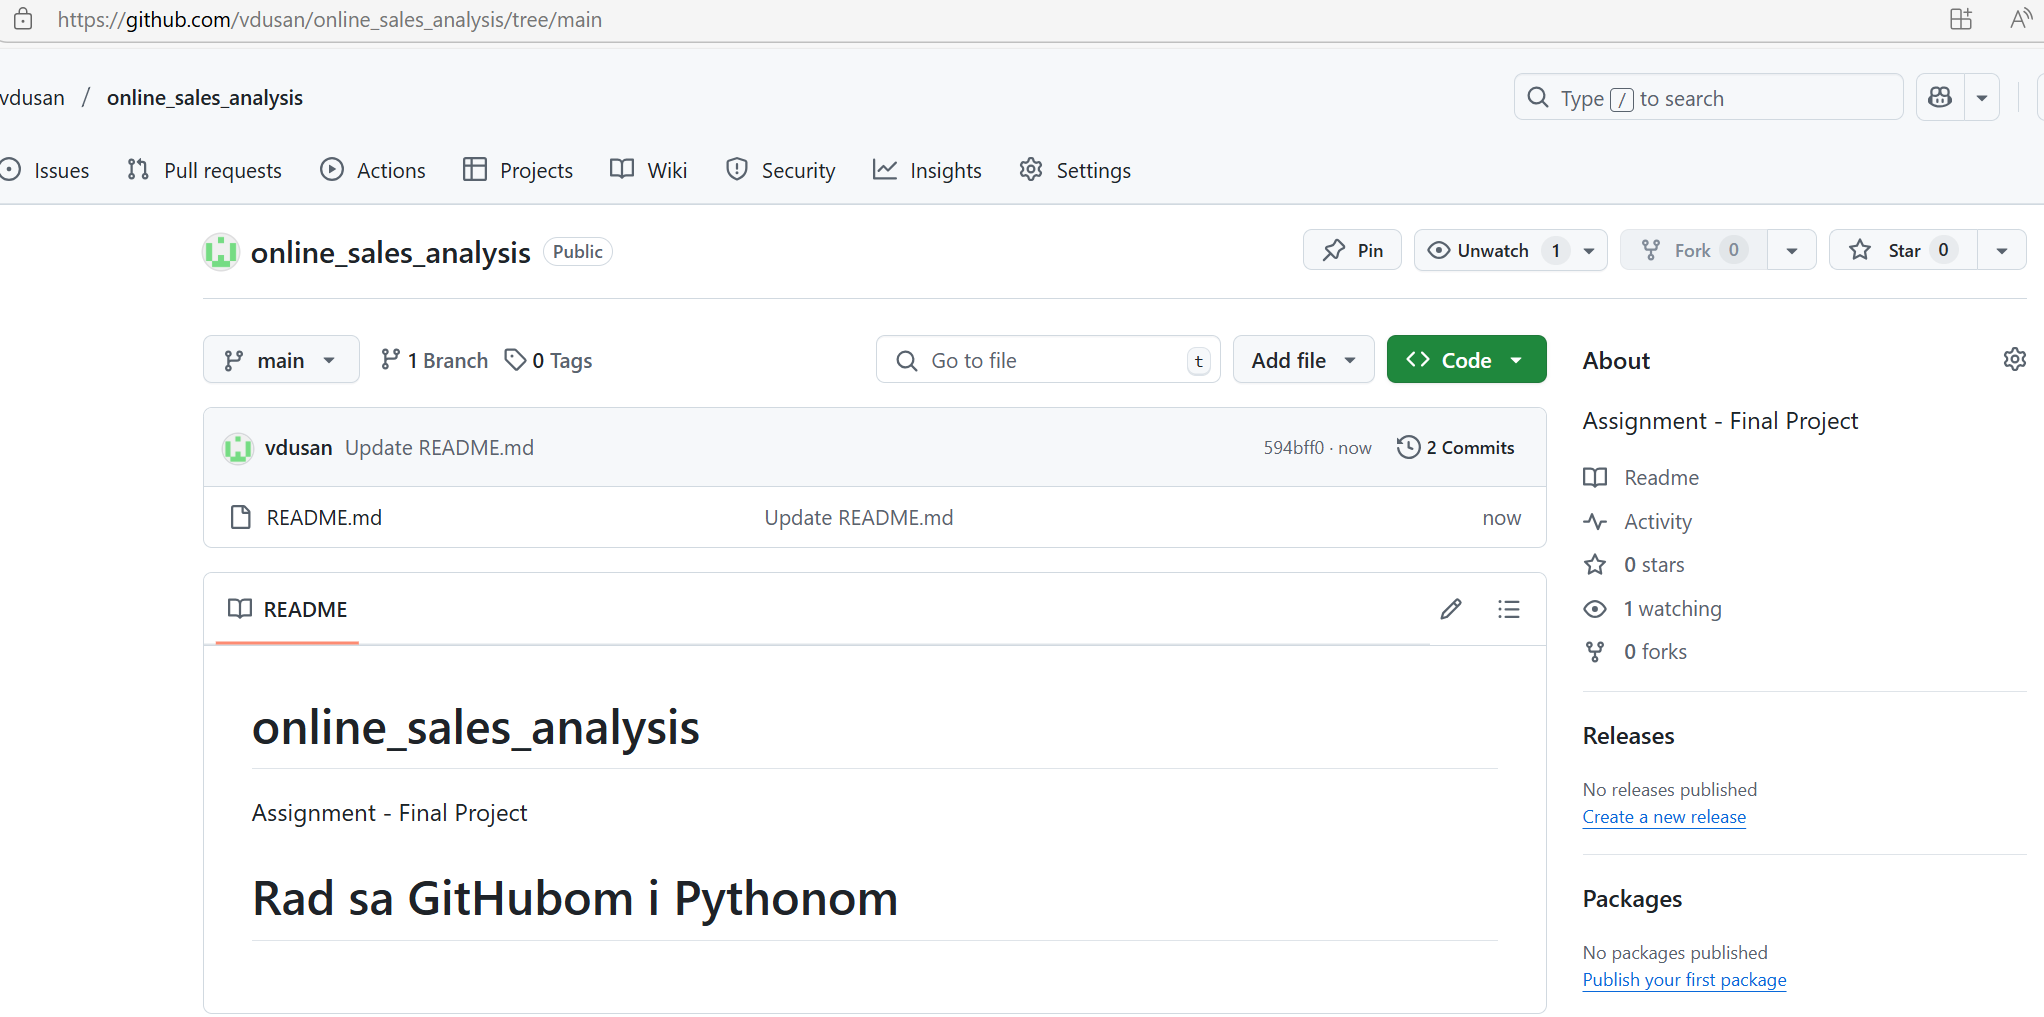 https://github.com/vdusan/online_sales_analysis/tree/main
vdusan / online_sales_analysis
Type / to search
Issues Pull requests Actions Projects Wiki Security Insights Settings
online_sales_analysis Public
Pin Unwatch 1 Fork 0 Star 0
main 1 Branch 0 Tags
Go to file t Add file Code
vdusan Update README.md 594bff0 · now 2 Commits
README.md Update README.md now
README
online_sales_analysis
Assignment - Final Project
Rad sa GitHubom i Pythonom
About
Assignment - Final Project
Readme
Activity
0 stars
1 watching
0 forks
Releases
No releases published
Create a new release
Packages
No packages published
Publish your first package